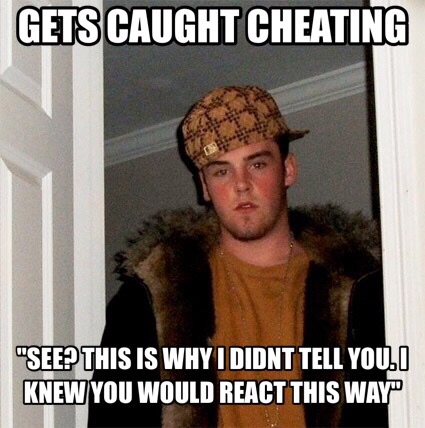 GETS CAUGHT CHEATING
"SEE? THIS IS WHY I DIDNT TELL YOU. I
KNEW YOU WOULD REACT THIS WAY"